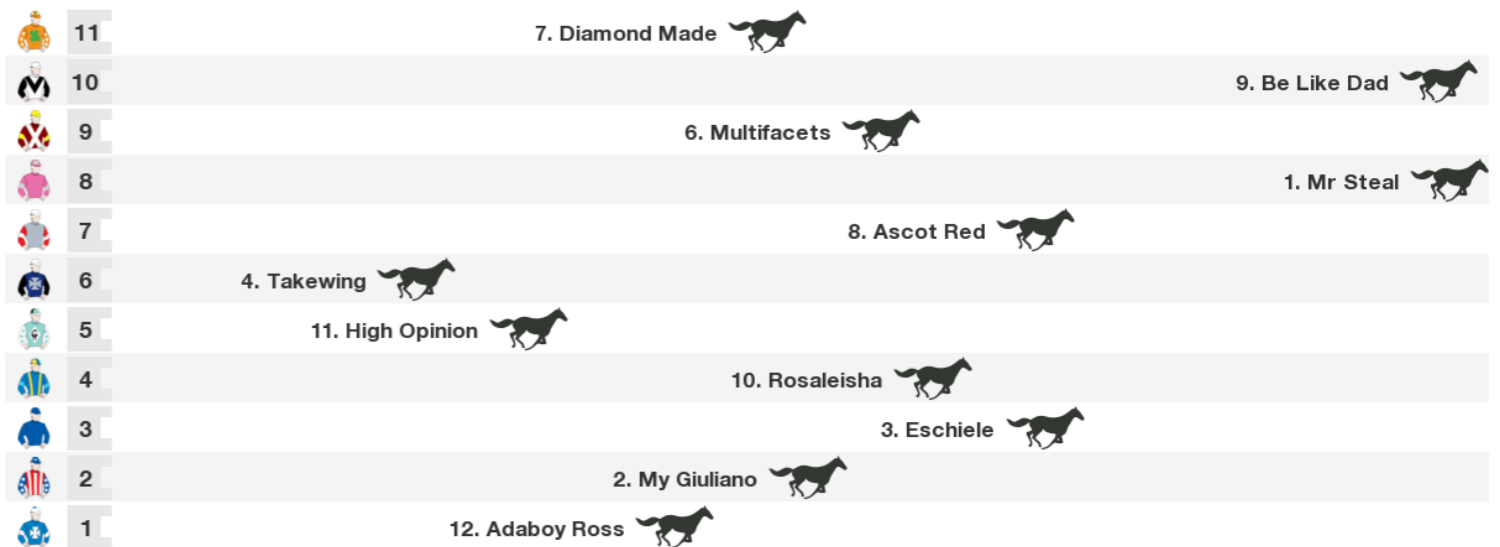 11 7. Diamond Made
10 9. Be Like Dad
9 6. Multifacets
8 1. Mr Steal
7 8. Ascot Red
6 4. Takewing
5 11. High Opinion
4 10. Rosaleisha
3 3. Eschiele
2 2. My Giuliano
1 12. Adaboy Ross